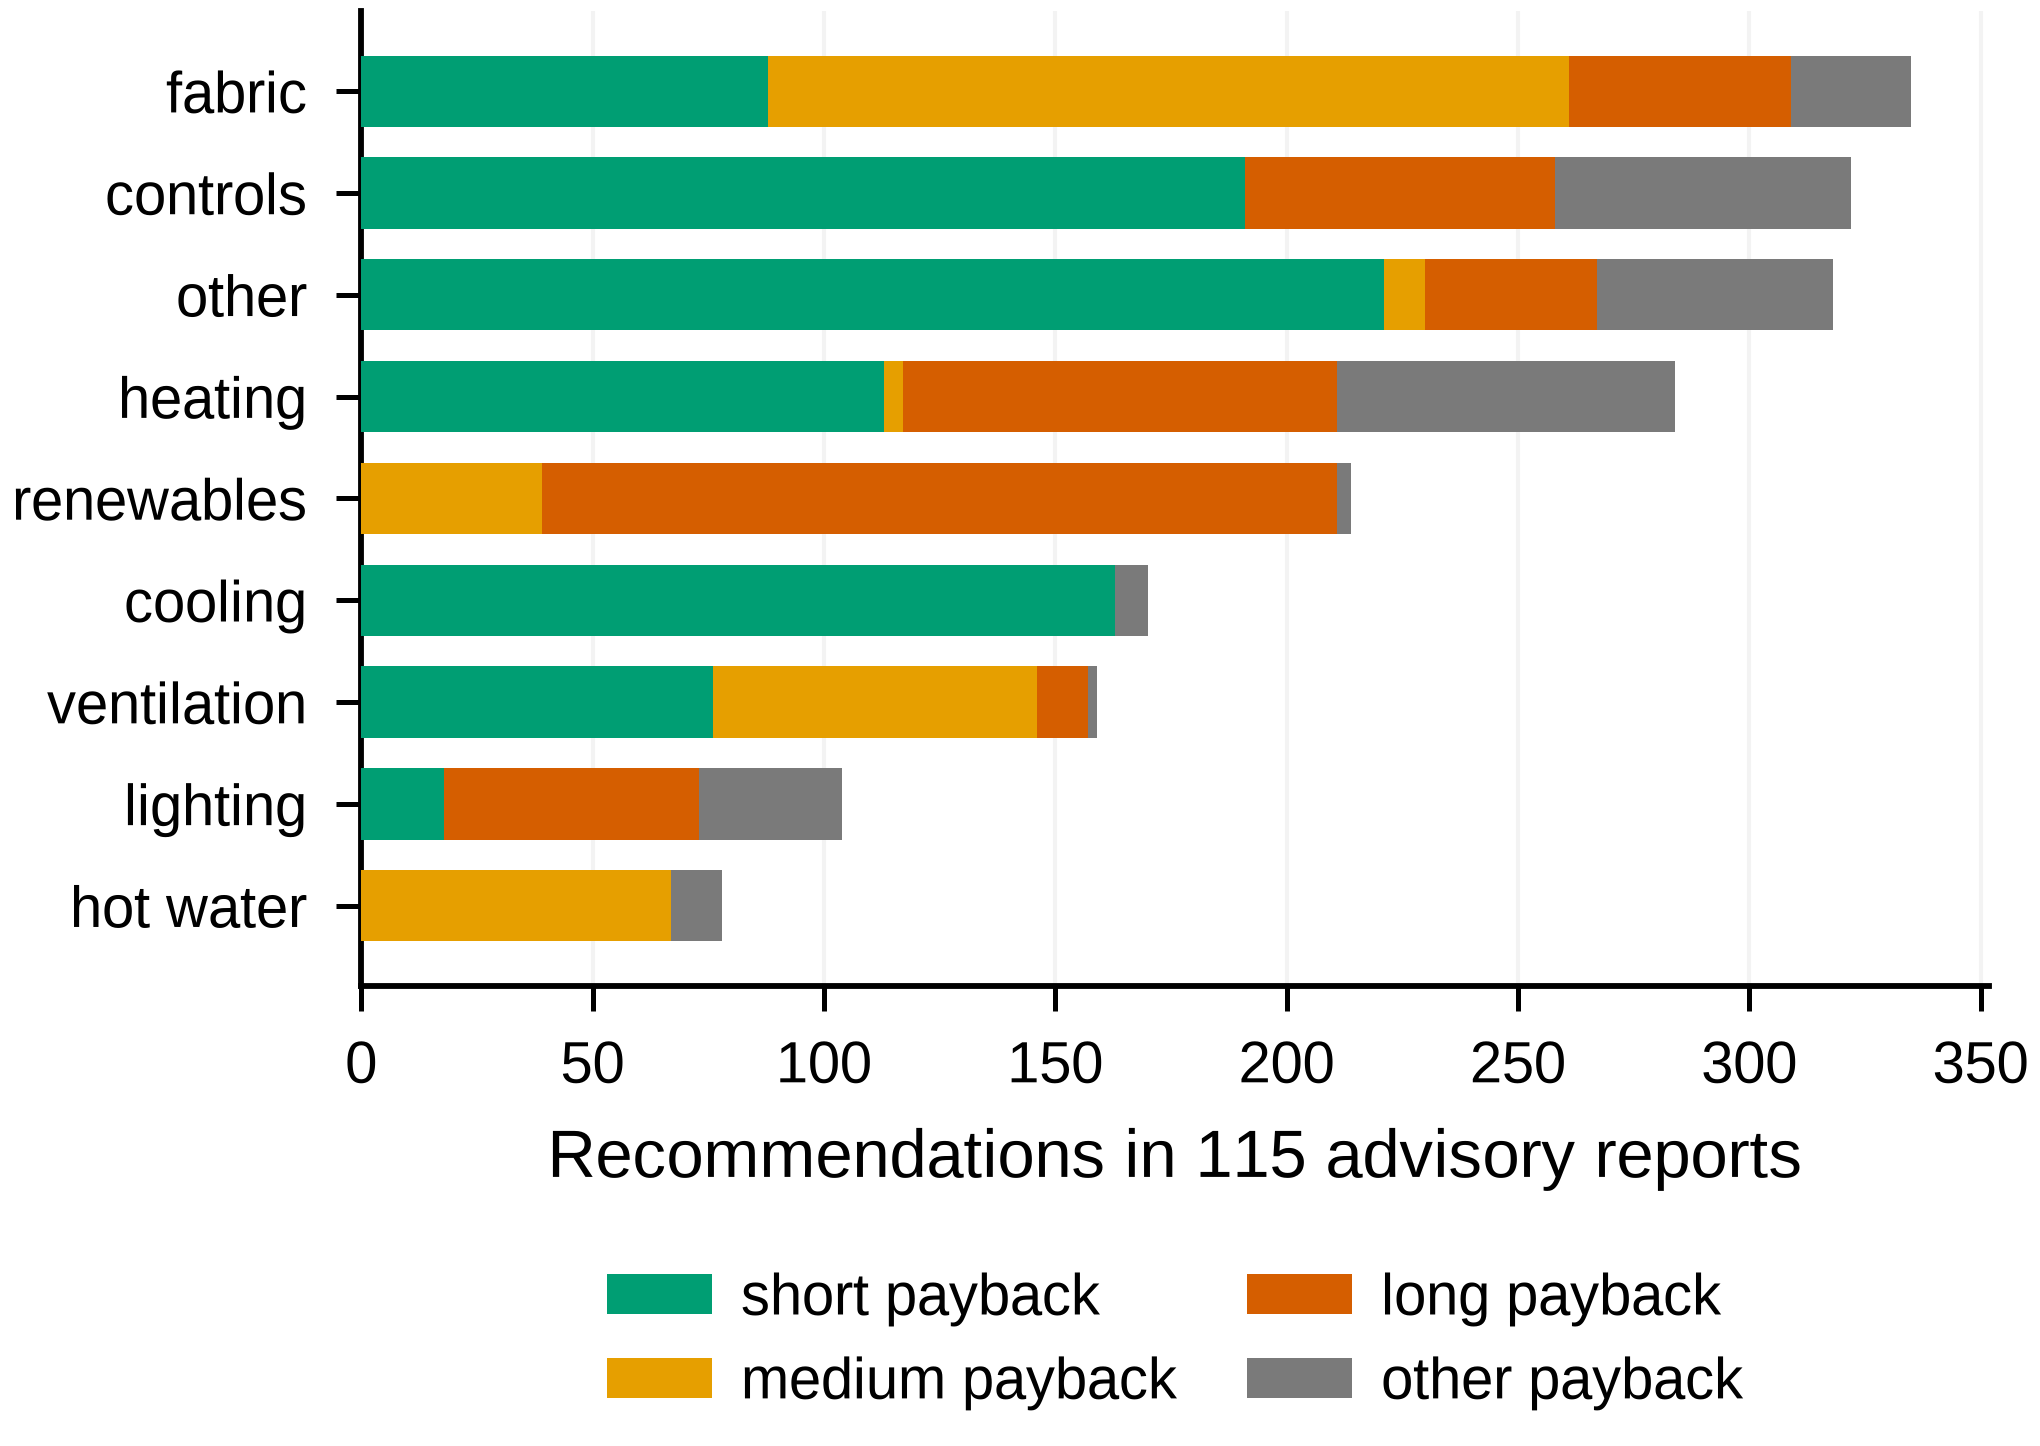 fabric
controls
other
heating
renewables
cooling
ventilation
lighting
hot water
0 50 100 150 200 250 300 350
Recommendations in 115 advisory reports
short payback long payback
medium payback other payback